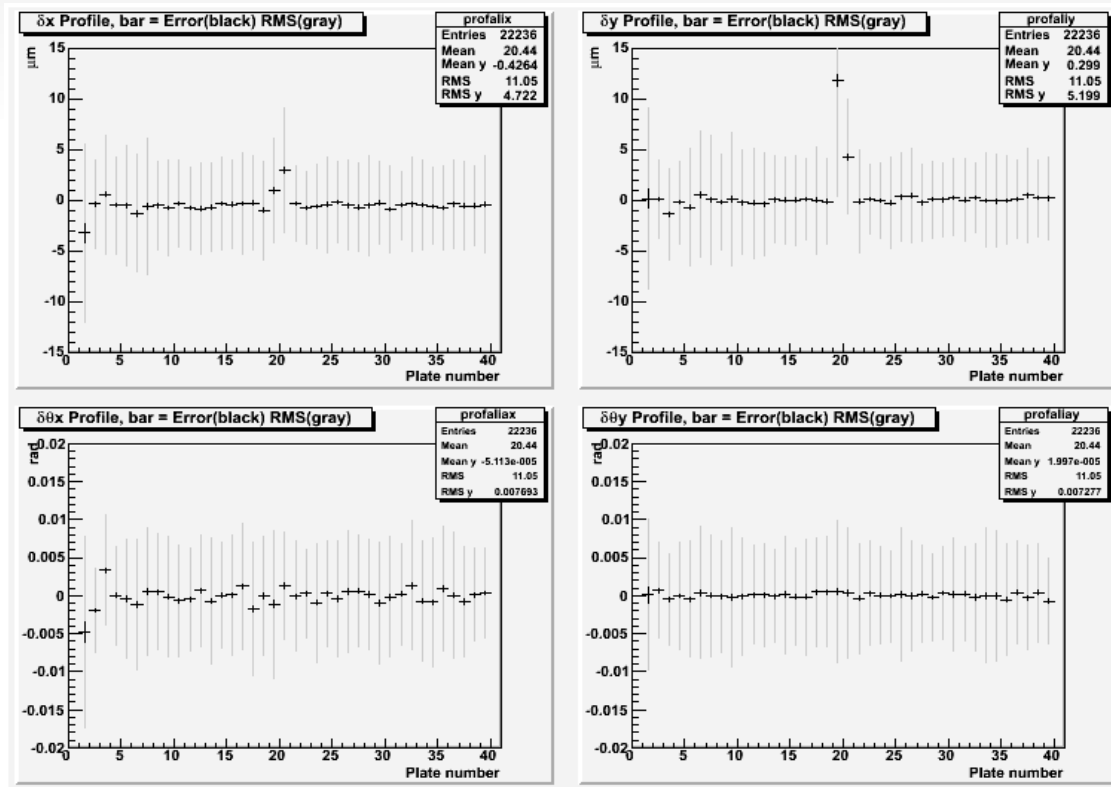 δx Profile, bar = Error(black) RMS(gray)
profalix
Entries 22236
Mean 20.44
Mean y -0.4264
RMS 11.05
RMS y 4.722
μm
15
10
5
0
-5
-10
-15
0 5 10 15 20 25 30 35 40
Plate number
δy Profile, bar = Error(black) RMS(gray)
profaliy
Entries 22236
Mean 20.44
Mean y 0.299
RMS 11.05
RMS y 5.199
μm
15
10
5
0
-5
-10
-15
0 5 10 15 20 25 30 35 40
Plate number
δθx Profile, bar = Error(black) RMS(gray)
profaliax
Entries 22236
Mean 20.44
Mean y -5.113e-005
RMS 11.05
RMS y 0.007693
rad
0.02
0.015
0.01
0.005
0
-0.005
-0.01
-0.015
-0.02
0 5 10 15 20 25 30 35 40
Plate number
δθy Profile, bar = Error(black) RMS(gray)
profaliay
Entries 22236
Mean 20.44
Mean y 1.997e-005
RMS 11.05
RMS y 0.007277
rad
0.02
0.015
0.01
0.005
0
-0.005
-0.01
-0.015
-0.02
0 5 10 15 20 25 30 35 40
Plate number